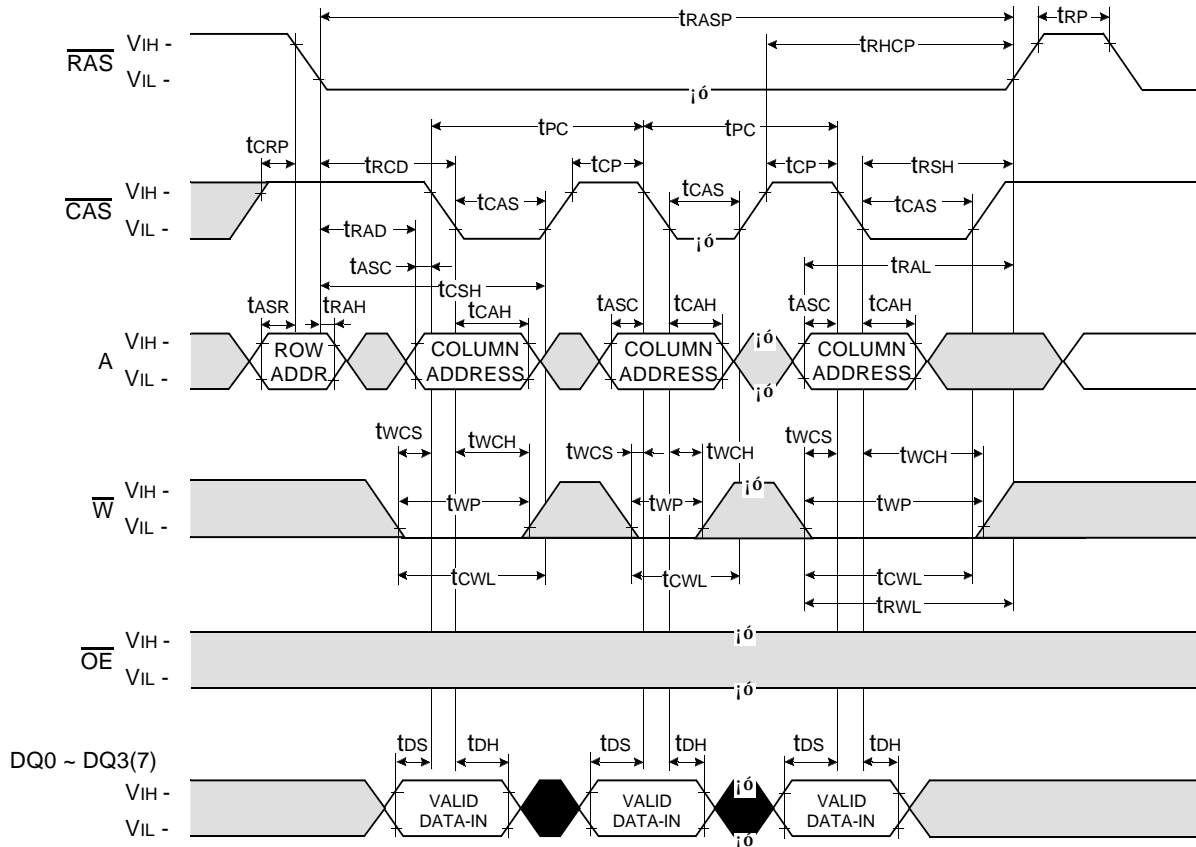 tRASP
tRP
tRHCP
RAS
VIH -
VIL -
¡ó
tPC
tPC
tCRP
tRCD
tCP
tCP
tRSH
CAS
VIH -
VIL -
tCAS
tCAS
tCAS
¡ó
tRAD
tASC
tCSH
tRAL
tASR
tRAH
tCAH
tASC
tCAH
tASC
tCAH
A
VIH -
VIL -
ROW
ADDR
COLUMN
ADDRESS
COLUMN
ADDRESS
¡ó
¡ó
COLUMN
ADDRESS
tWCS
tWCH
tWCS
tWCH
tWCS
tWCH
W
VIH -
VIL -
tWP
tWP
¡ó
tWP
tCWL
tCWL
tCWL
tRWL
OE
VIH -
VIL -
¡ó
¡ó
DQ0 ~ DQ3(7)
tDS
tDH
tDS
tDH
tDS
tDH
VIH -
VIL -
VALID
DATA-IN
VALID
DATA-IN
¡ó
¡ó
VALID
DATA-IN